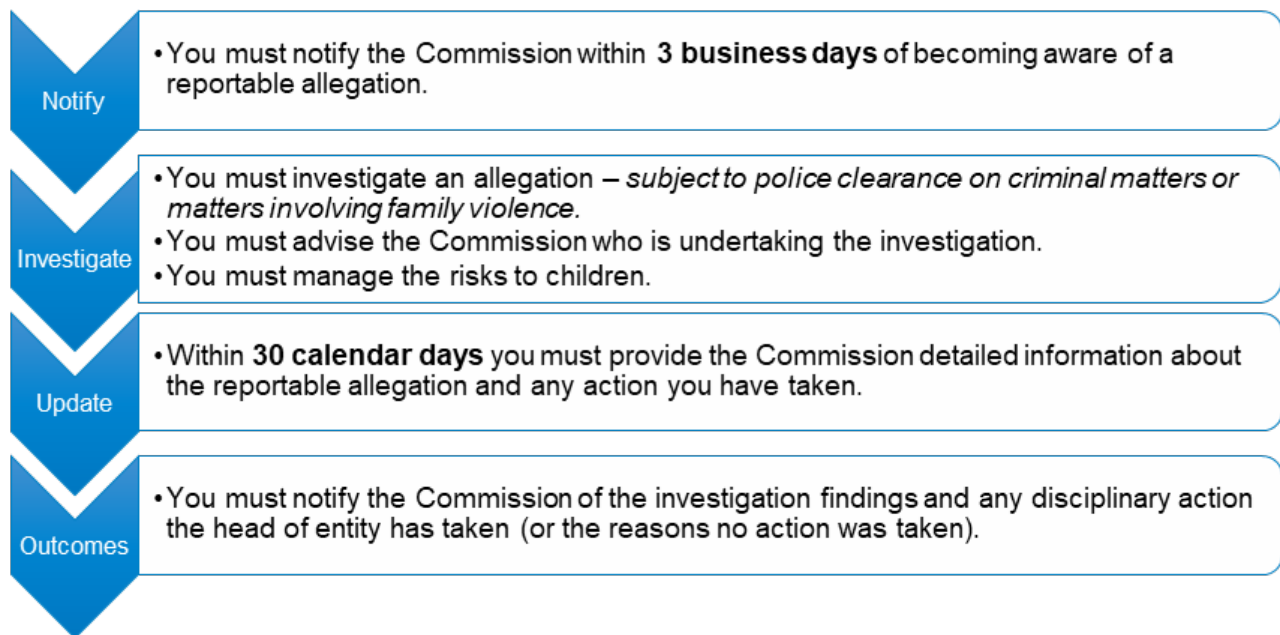 Notify
•You must notify the Commission within 3 business days of becoming aware of a
reportable allegation.
Investigate
•You must investigate an allegation – subject to police clearance on criminal matters or
matters involving family violence.
•You must advise the Commission who is undertaking the investigation.
•You must manage the risks to children.
Update
•Within 30 calendar days you must provide the Commission detailed information about
the reportable allegation and any action you have taken.
Outcomes
•You must notify the Commission of the investigation findings and any disciplinary action
the head of entity has taken (or the reasons no action was taken).